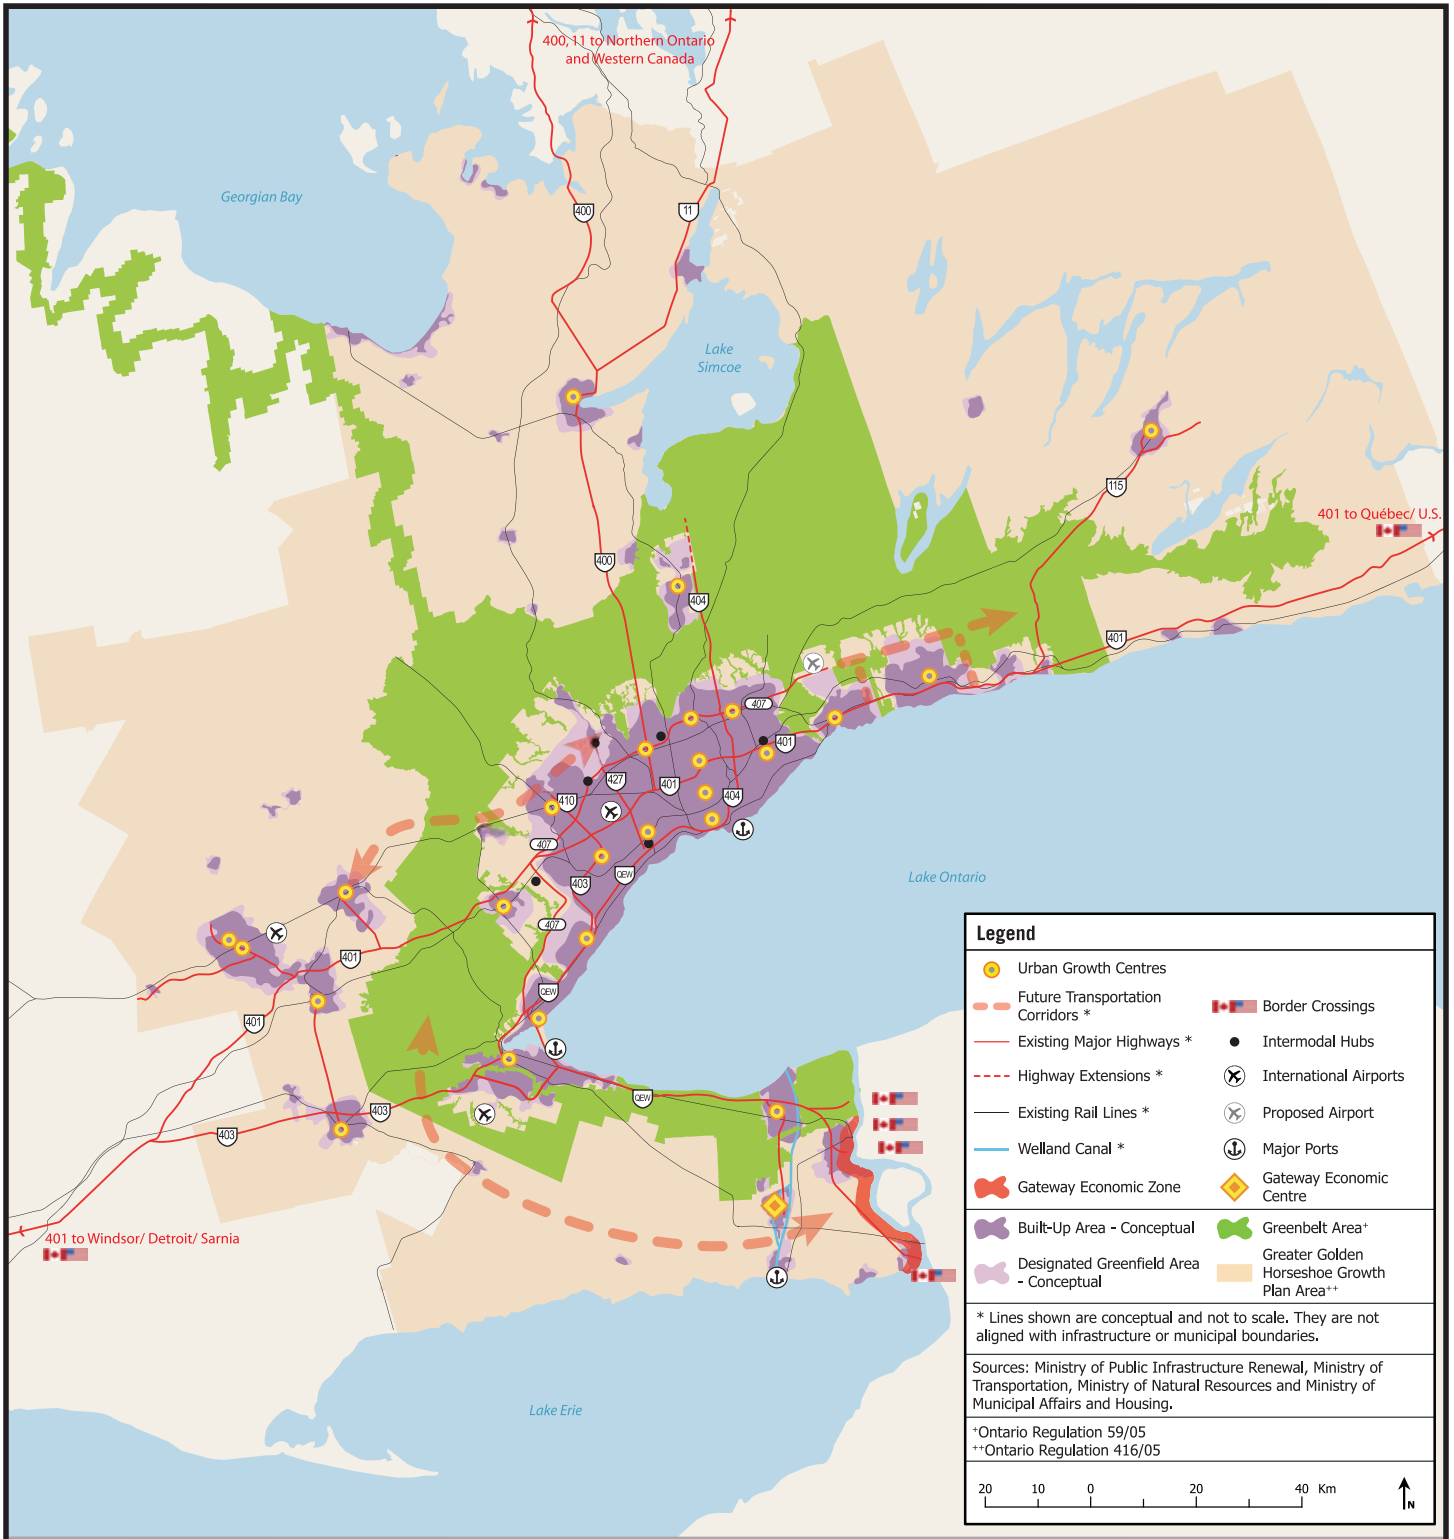 400, 11 to Northern Ontario
and Western Canada
Georgian Bay
400
11
Lake
Simcoe
115
401 to Québec/ U.S.
400
404
401
407
401
427
401
410
404
407
403
QEW
Lake Ontario
407
401
QEW
401
QEW
403
403
401 to Windsor/ Detroit/ Sarnia
Lake Erie
Legend
Urban Growth Centres
Future Transportation
Corridors *
Border Crossings
Existing Major Highways *
Intermodal Hubs
Highway Extensions *
International Airports
Existing Rail Lines *
Proposed Airport
Welland Canal *
Major Ports
Gateway Economic Zone
Gateway Economic
Centre
Built-Up Area - Conceptual
Greenbelt Area+
Designated Greenfield Area
- Conceptual
Greater Golden
Horseshoe Growth
Plan Area++
* Lines shown are conceptual and not to scale. They are not
aligned with infrastructure or municipal boundaries.
Sources: Ministry of Public Infrastructure Renewal, Ministry of
Transportation, Ministry of Natural Resources and Ministry of
Municipal Affairs and Housing.
+Ontario Regulation 59/05
++Ontario Regulation 416/05
20 10 0 20 40 Km
N